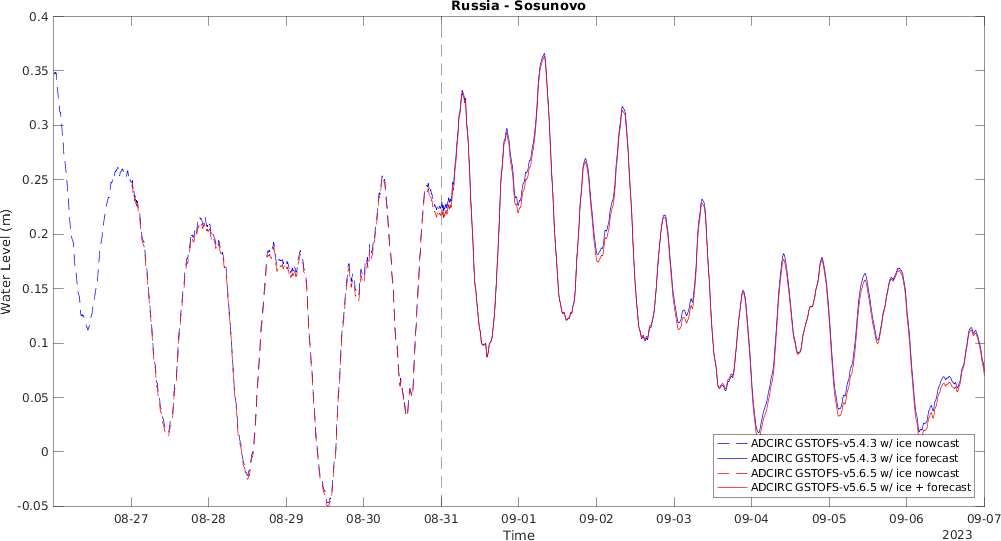 Russia - Sosunovo
0.4
0.35
0.3
0.25
0.2
0.15
0.1
0.05
0
-0.05
Water Level (m)
08-27 08-28 08-29 08-30 08-31 09-01 09-02 09-03 09-04 09-05 09-06 09-07
Time
2023
ADCIRC GSTOFS-v5.4.3 w/ ice nowcast
ADCIRC GSTOFS-v5.4.3 w/ ice forecast
ADCIRC GSTOFS-v5.6.5 w/ ice nowcast
ADCIRC GSTOFS-v5.6.5 w/ ice + forecast